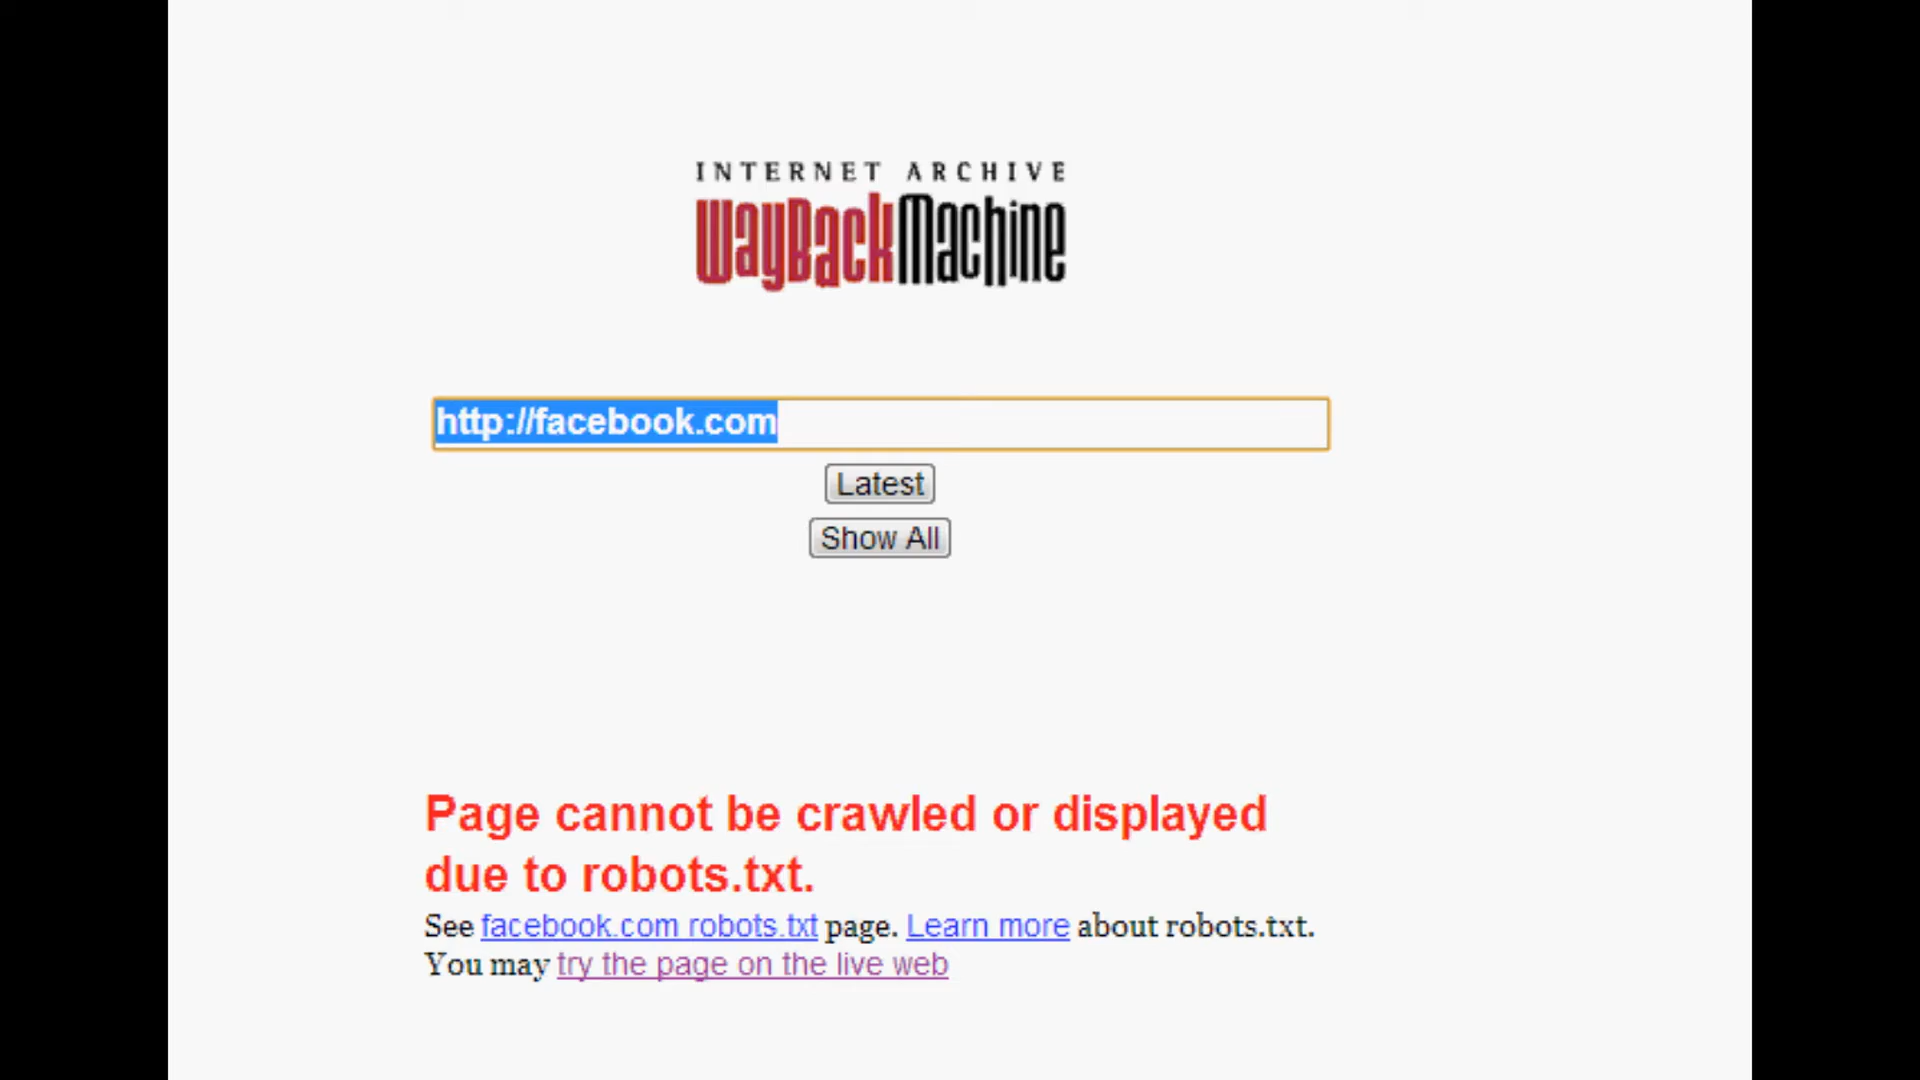 INTERNET ARCHIVE
WayBackMachine
http://facebook.com
Latest
Show All
Page cannot be crawled or displayed
due to robots.txt.
See facebook.com robots.txt page. Learn more about robots.txt.
You may try the page on the live web